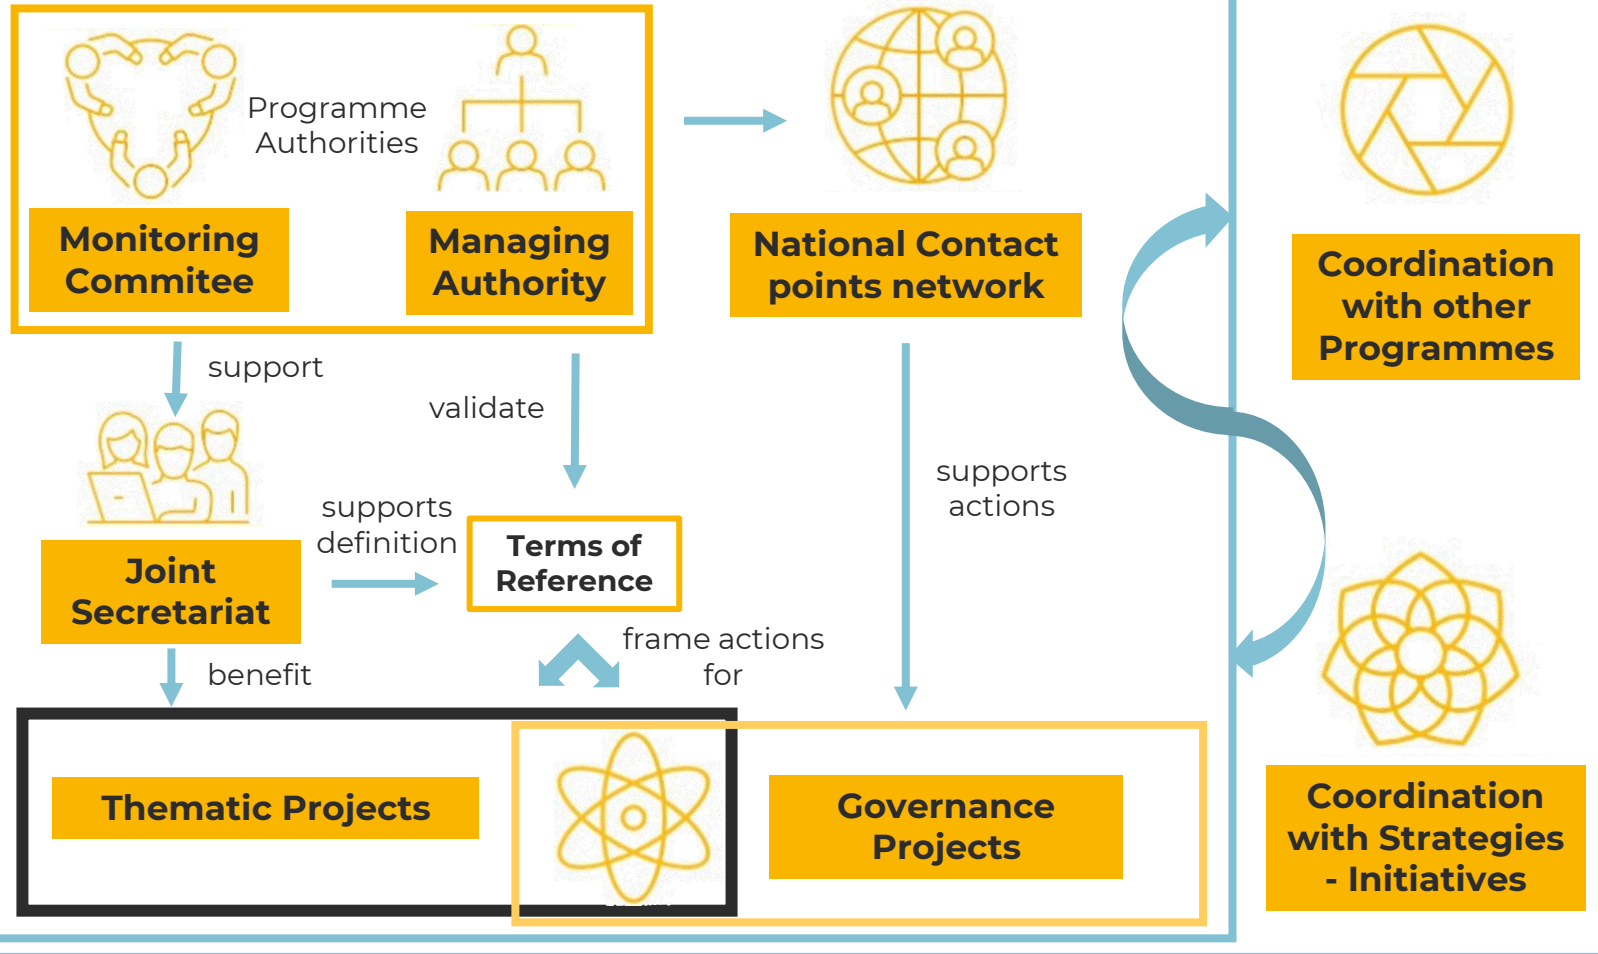 Programme
Authorities
Monitoring
Commitee
Managing
Authority
National Contact
points network
Coordination
with other
Programmes
support
validate
supports
actions
supports
definition
Terms of
Reference
Joint
Secretariat
frame actions
for
benefit
Thematic Projects
Governance
Projects
Coordination
with Strategies
- Initiatives